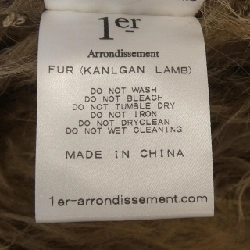 1er
Arrondissement
FUR (KANLGAN LAMB)
DO NOT WASH
DO NOT BLEACH
DO NOT TUMBLE DRY
DO NOT IRON
DO NOT DRYCLEAN
DO NOT WET CLEANING
MADE IN CHINA
1er-arrondissement.com